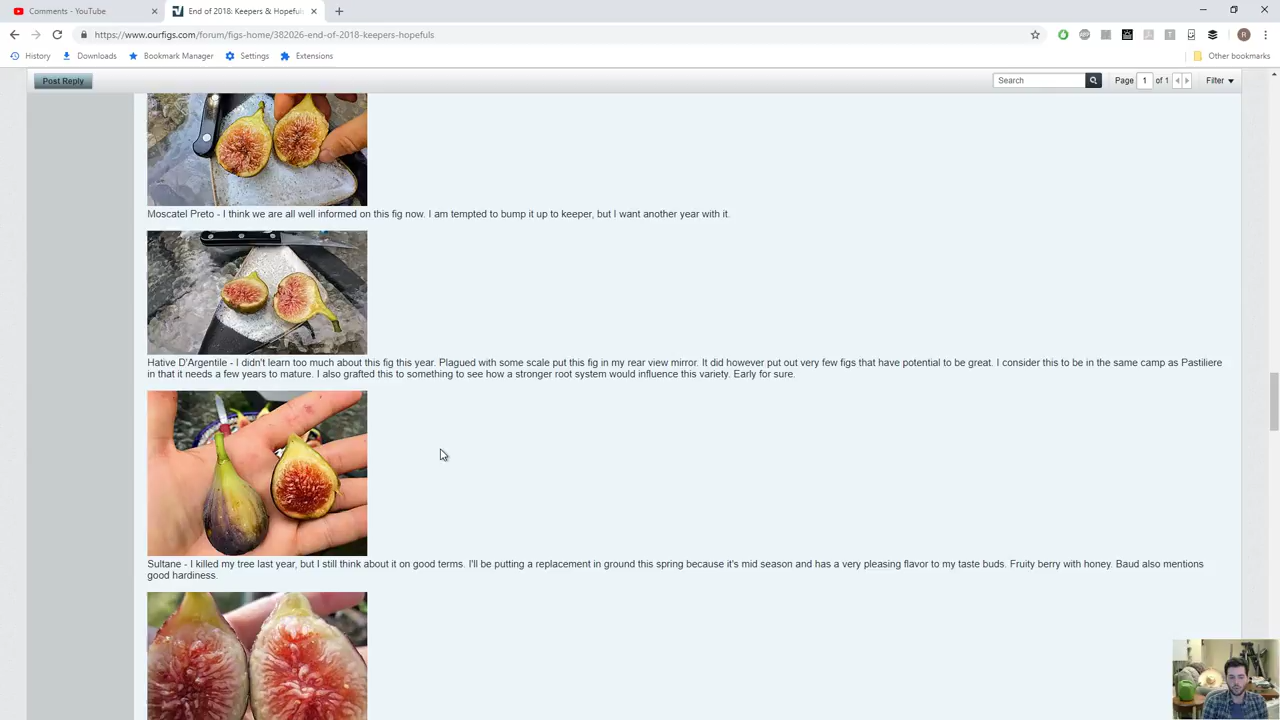 Comments - YouTube
End of 2018: Keepers & Hopefuls
https://www.ourfigs.com/forum/figs-home/382026-end-of-2018-keepers-hopefuls
History Downloads Bookmark Manager Settings Extensions Other bookmarks
Post Reply Search Page 1 of 1 Filter
Moscatel Preto - I think we are all well informed on this fig now. I am tempted to bump it up to keeper, but I want another year with it.
Hative D'Argentile - I didn't learn too much about this fig this year. Plagued with some scale put this fig in my rear view mirror. It did however put out very few figs that have potential to be great. I consider this to be in the same camp as Pastiliere
in that it needs a few years to mature. I also grafted this to something to see how a stronger root system would influence this variety. Early for sure.
Sultane - I killed my tree last year, but I still think about it on good terms. I'll be putting a replacement in ground this spring because it's mid season and has a very pleasing flavor to my taste buds. Fruity berry with honey. Baud also mentions
good hardiness.